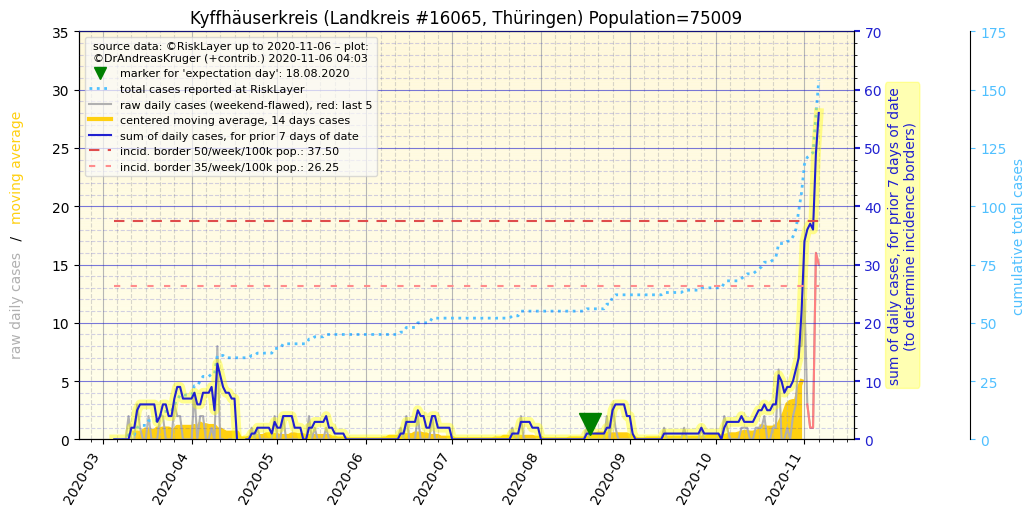 Kyffhäuserkreis (Landkreis #16065, Thüringen) Population=75009
source data: ©RiskLayer up to 2020-11-06 – plot:
©DrAndreasKruger (+contrib.) 2020-11-06 04:03
marker for 'expectation day': 18.08.2020
total cases reported at RiskLayer
raw daily cases (weekend-flawed), red: last 5
centered moving average, 14 days cases
sum of daily cases, for prior 7 days of date
incid. border 50/week/100k pop.: 37.50
incid. border 35/week/100k pop.: 26.25
raw daily cases / moving average
35
30
25
20
15
10
5
0
2020-03
2020-04
2020-05
2020-06
2020-07
2020-08
2020-09
2020-10
2020-11
70
60
50
40
30
20
10
0
sum of daily cases, for prior 7 days of date
(to determine incidence borders)
175
150
125
100
75
50
25
0
cumulative total cases